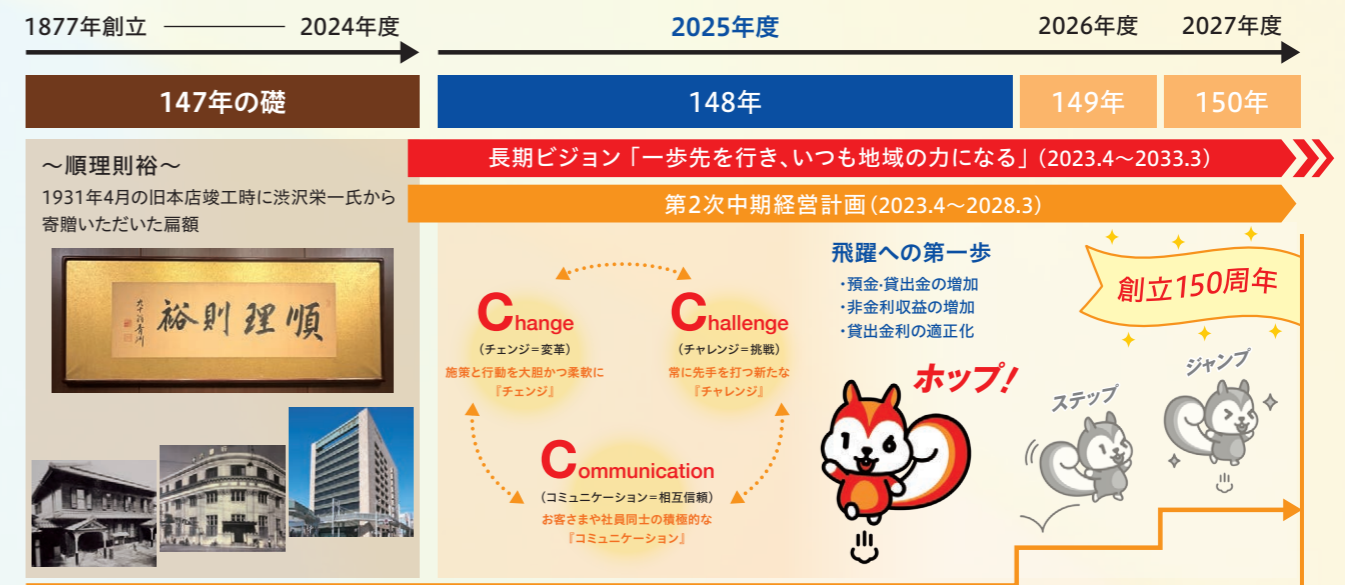 1877年創立
2024年度
2025年度
2026年度
2027年度
147年の礎
148年
149年
150年
～順理則裕～
1931年4月の旧本店竣工時に渋沢栄一氏から
寄贈いただいた扁額
順理則裕
長期ビジョン「一歩先を行き、いつも地域の力になる」(2023.4～2033.3)
第2次中期経営計画(2023.4～2028.3)
Change
(チェンジ＝変革)
施策と行動を大胆かつ柔軟に
『チェンジ』
Challenge
(チャレンジ＝挑戦)
常に先手を打つ新たな
『チャレンジ』
Communication
(コミュニケーション＝相互信頼)
お客さまや社員同士の積極的な
『コミュニケーション』
飛躍への第一歩
・預金・貸出金の増加
・非金利収益の増加
・貸出金利の適正化
ホップ！
16
ステップ
ジャンプ
創立150周年